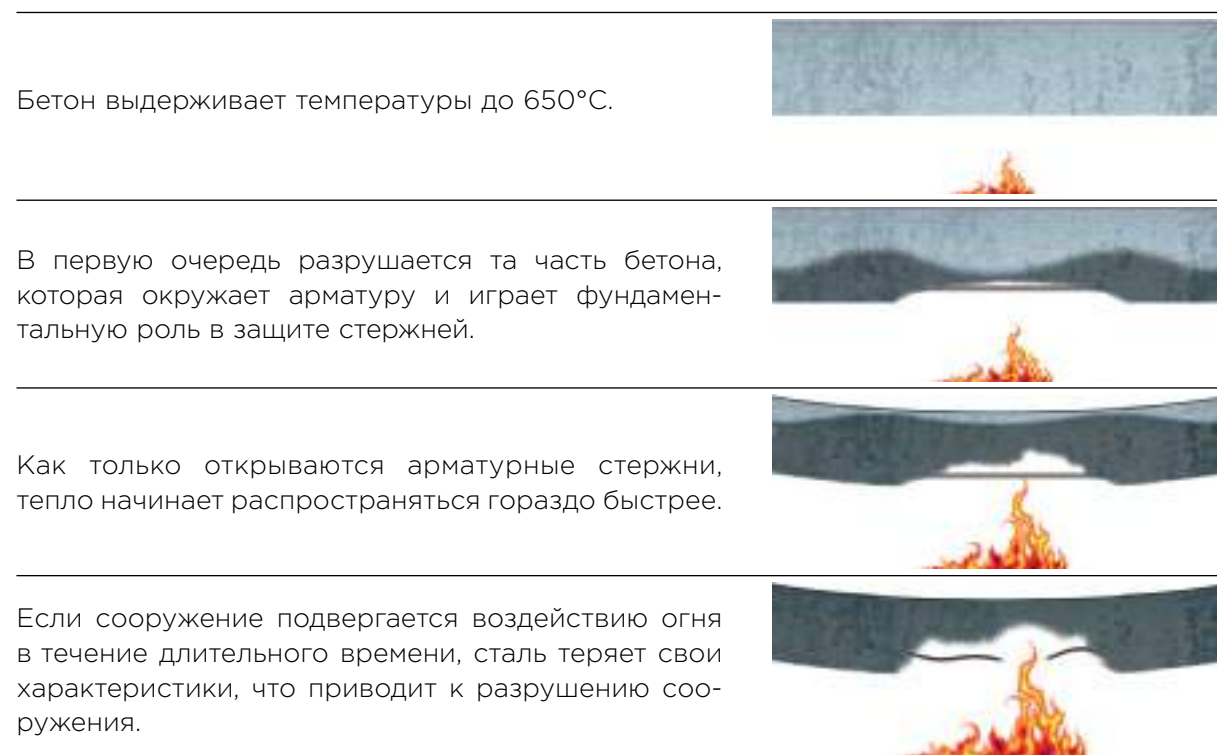 Бетон выдерживает температуры до 650°C.
В первую очередь разрушается та часть бетона,
которая окружает арматуру и играет фундамен-
тальную роль в защите стержней.
Как только открываются арматурные стержни,
тепло начинает распространяться гораздо быстрее.
Если сооружение подвергается воздействию огня
в течение длительного времени, сталь теряет свои
характеристики, что приводит к разрушению соо-
ружения.